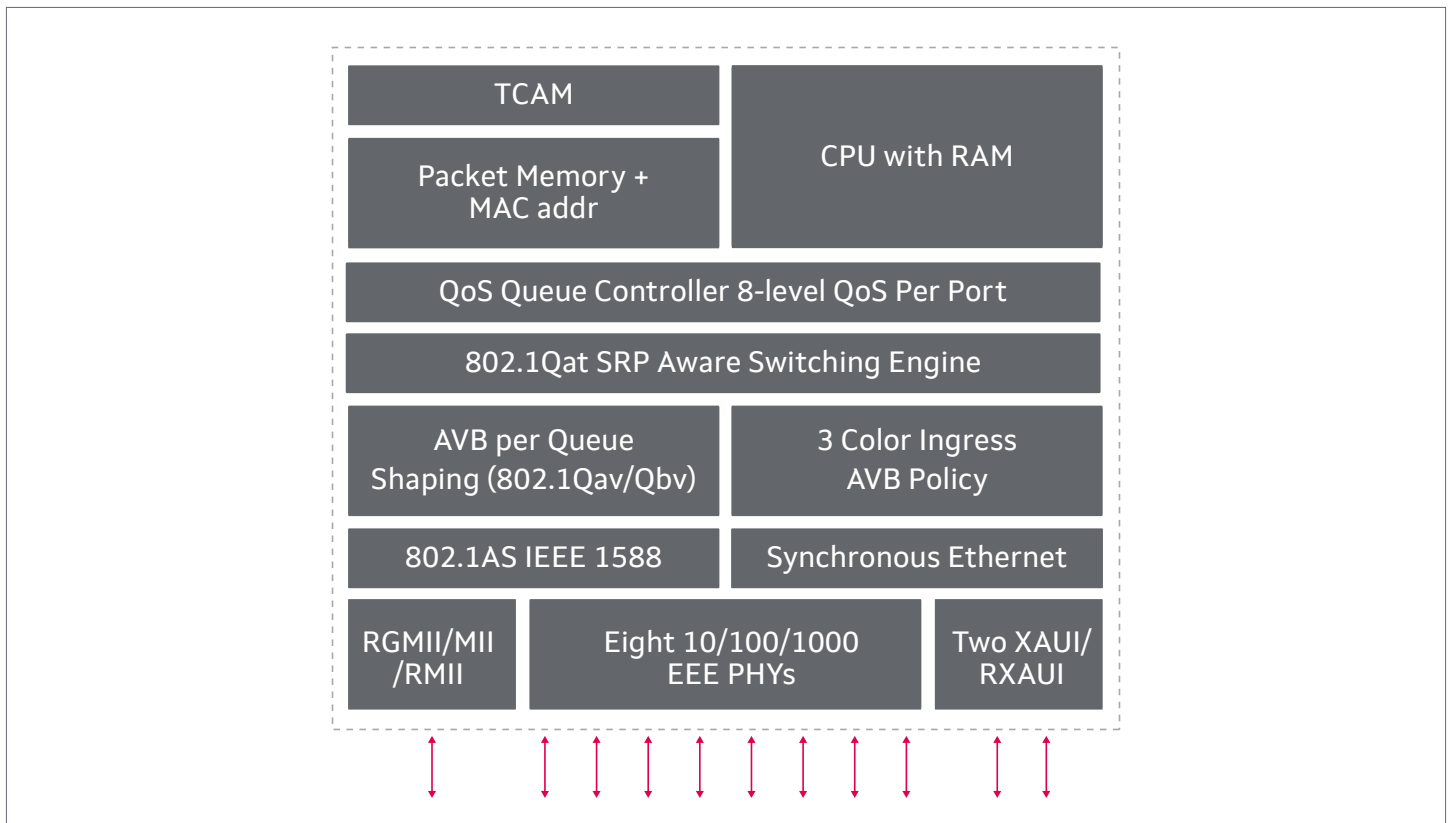 TCAM
CPU with RAM
Packet Memory +
MAC addr
QoS Queue Controller 8-level QoS Per Port
802.1Qat SRP Aware Switching Engine
AVB per Queue
Shaping (802.1Qav/Qbv)
3 Color Ingress
AVB Policy
802.1AS IEEE 1588
Synchronous Ethernet
RGMII/MII
/RMII
Eight 10/100/1000
EEE PHYs
Two XAUI/
RXAUI